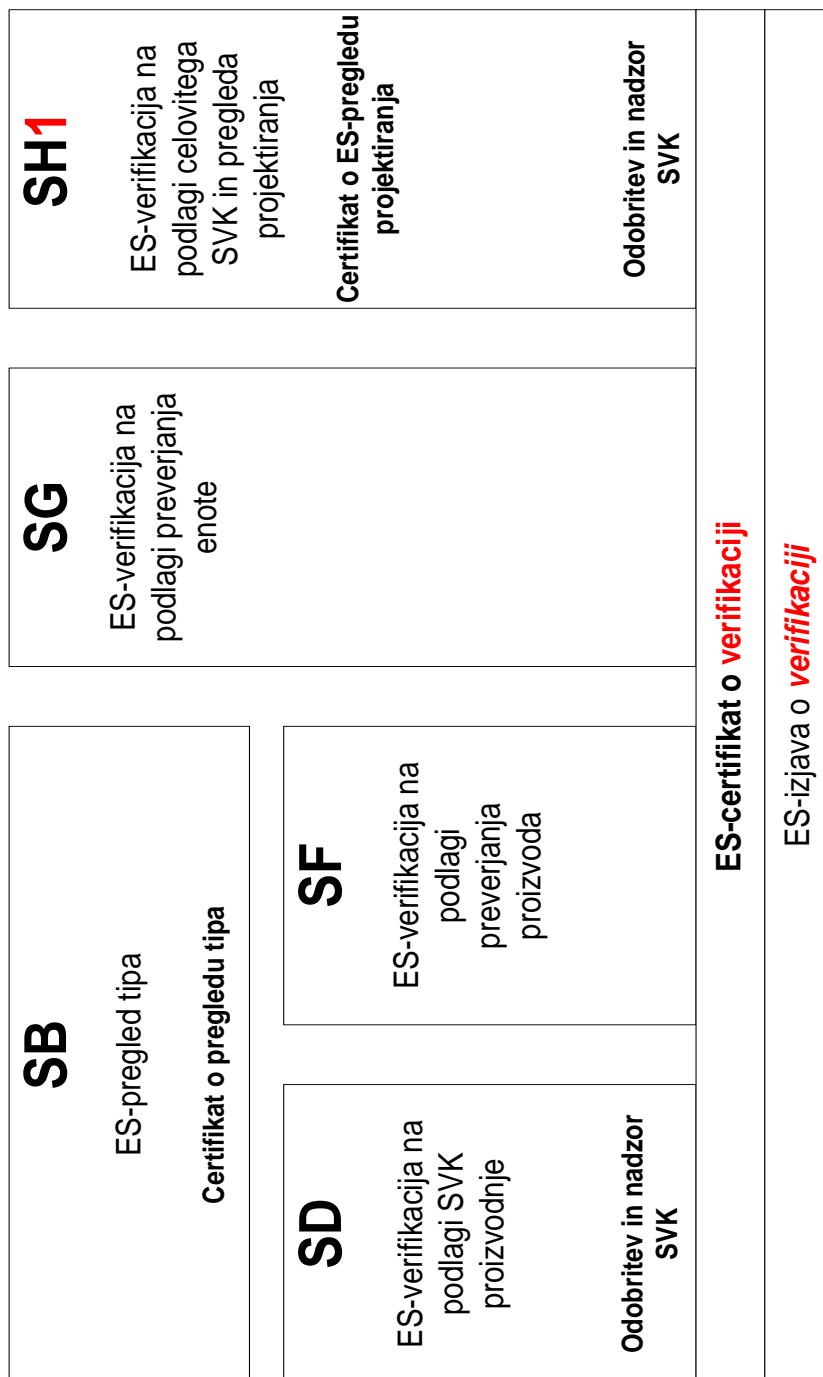 SB
ES-pregled tipa
Certifikat o pregledu tipa
SD
ES-verifikacija na
podlagi SVK
proizvodnje
Odobritev in nadzor
SVK
SF
ES-verifikacija na
podlagi
preverjanja
proizvoda
SG
ES-verifikacija na
podlagi preverjanja
enote
SH1
ES-verifikacija na
podlagi celovitega
SVK in pregleda
projektiranja
Certifikat o ES-pregledu
projektiranja
Odobritev in nadzor
SVK
ES-certifikat o verifikaciji
ES-izjava o verifikaciji